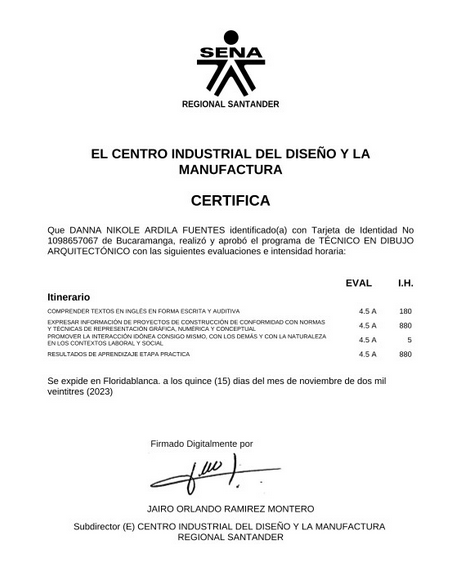 SENA
REGIONAL SANTANDER
EL CENTRO INDUSTRIAL DEL DISEÑO Y LA
MANUFACTURA
CERTIFICA
Que DANNA NIKOLE ARDILA FUENTES identificado(a) con Tarjeta de Identidad No
1098657067 de Bucaramanga, realizó y aprobó el programa de TÉCNICO EN DIBUJO
ARQUITECTÓNICO con las siguientes evaluaciones e intensidad horaria:
EVAL I.H.
Itinerario
COMPRENDER TEXTOS EN INGLÉS EN FORMA ESCRITA Y AUDITIVA 4.5 A 180
EXPRESAR INFORMACIÓN DE PROYECTOS DE CONSTRUCCIÓN DE CONFORMIDAD CON NORMAS
Y TÉCNICAS DE REPRESENTACIÓN GRÁFICA, NUMÉRICA Y CONCEPTUAL 4.5 A 880
PROMOVER LA INTERACCIÓN IDÓNEA CONSIGO MISMO, CON LOS DEMÁS Y CON LA NATURALEZA
EN LOS CONTEXTOS LABORAL Y SOCIAL 4.5 A 5
RESULTADOS DE APRENDIZAJE ETAPA PRACTICA 4.5 A 880
Se expide en Floridablanca. a los quince (15) días del mes de noviembre de dos mil
veintitres (2023)
Firmado Digitalmente por
JAIRO ORLANDO RAMIREZ MONTERO
Subdirector (E) CENTRO INDUSTRIAL DEL DISEÑO Y LA MANUFACTURA
REGIONAL SANTANDER